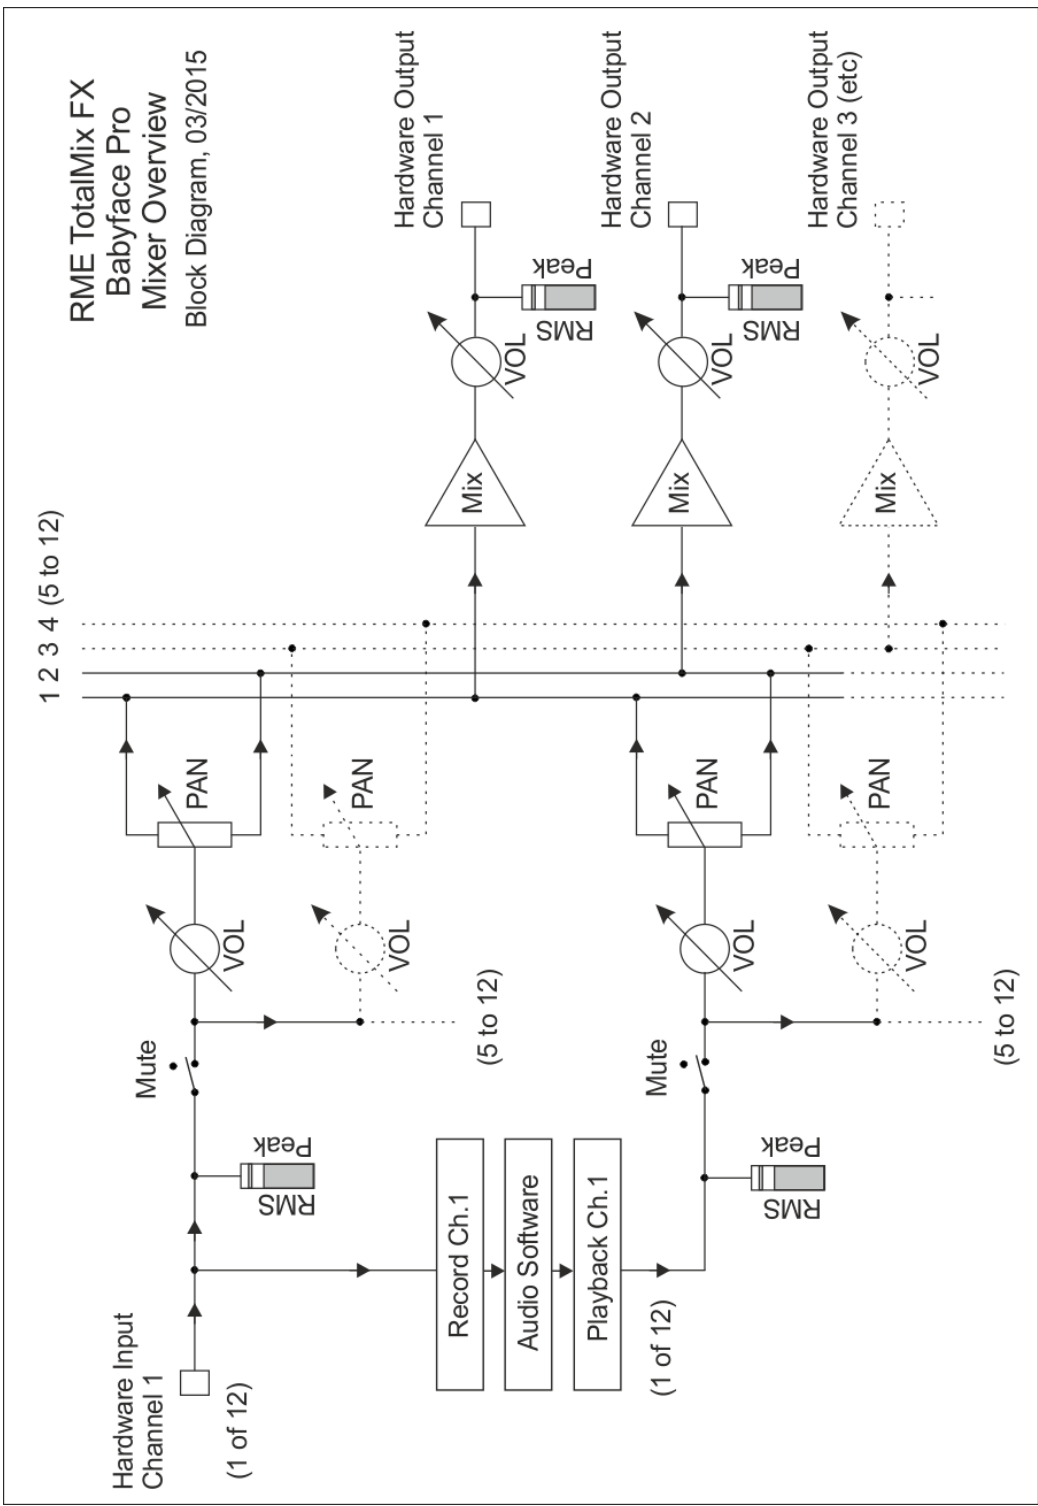 RME TotalMix FX
Babyface Pro
Mixer Overview
Block Diagram, 03/2015
Hardware Input
Channel 1
(1 of 12)
RMS
Peak
Mute
VOL
PAN
VOL
PAN
(5 to 12)
1 2 3 4 (5 to 12)
Record Ch.1
Audio Software
Playback Ch.1
(1 of 12)
RMS
Peak
Mute
VOL
PAN
VOL
PAN
(5 to 12)
Mix
VOL
RMS
Peak
Hardware Output
Channel 1
Mix
VOL
RMS
Peak
Hardware Output
Channel 2
Mix
VOL
Hardware Output
Channel 3 (etc)